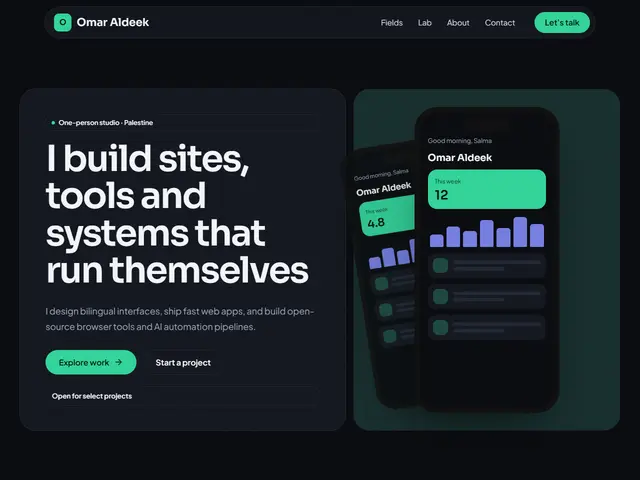 O Omar Aldeek
Fields Lab About Contact Let's talk
One-person studio · Palestine
I build sites,
tools and
systems that
run themselves
I design bilingual interfaces, ship fast web apps, and build open-
source browser tools and AI automation pipelines.
Explore work → Start a project
Open for select projects
Good morning, Salma
Omar Aldeek
This week
4.8
Good morning, Salma
Omar Aldeek
This week
12